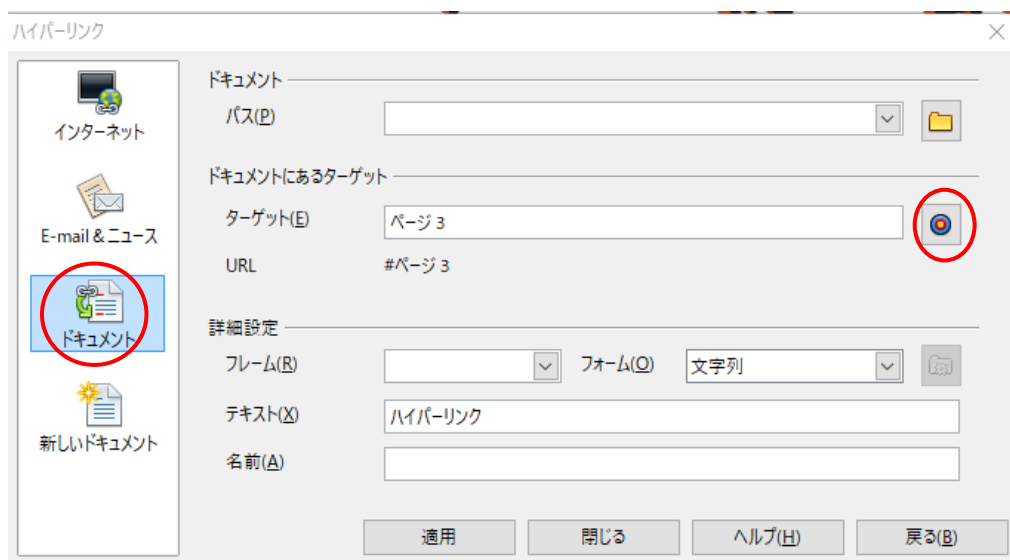 ハイパーリンク
インターネット
E-mail & ニュース
ドキュメント
新しいドキュメント
ドキュメント
パス(P)
ドキュメントにあるターゲット
ターゲット(E) ページ 3
URL #ページ 3
詳細設定
フレーム(R) フォーム(O) 文字列
テキスト(X) ハイパーリンク
名前(A)
適用 閉じる ヘルプ(H) 戻る(B)